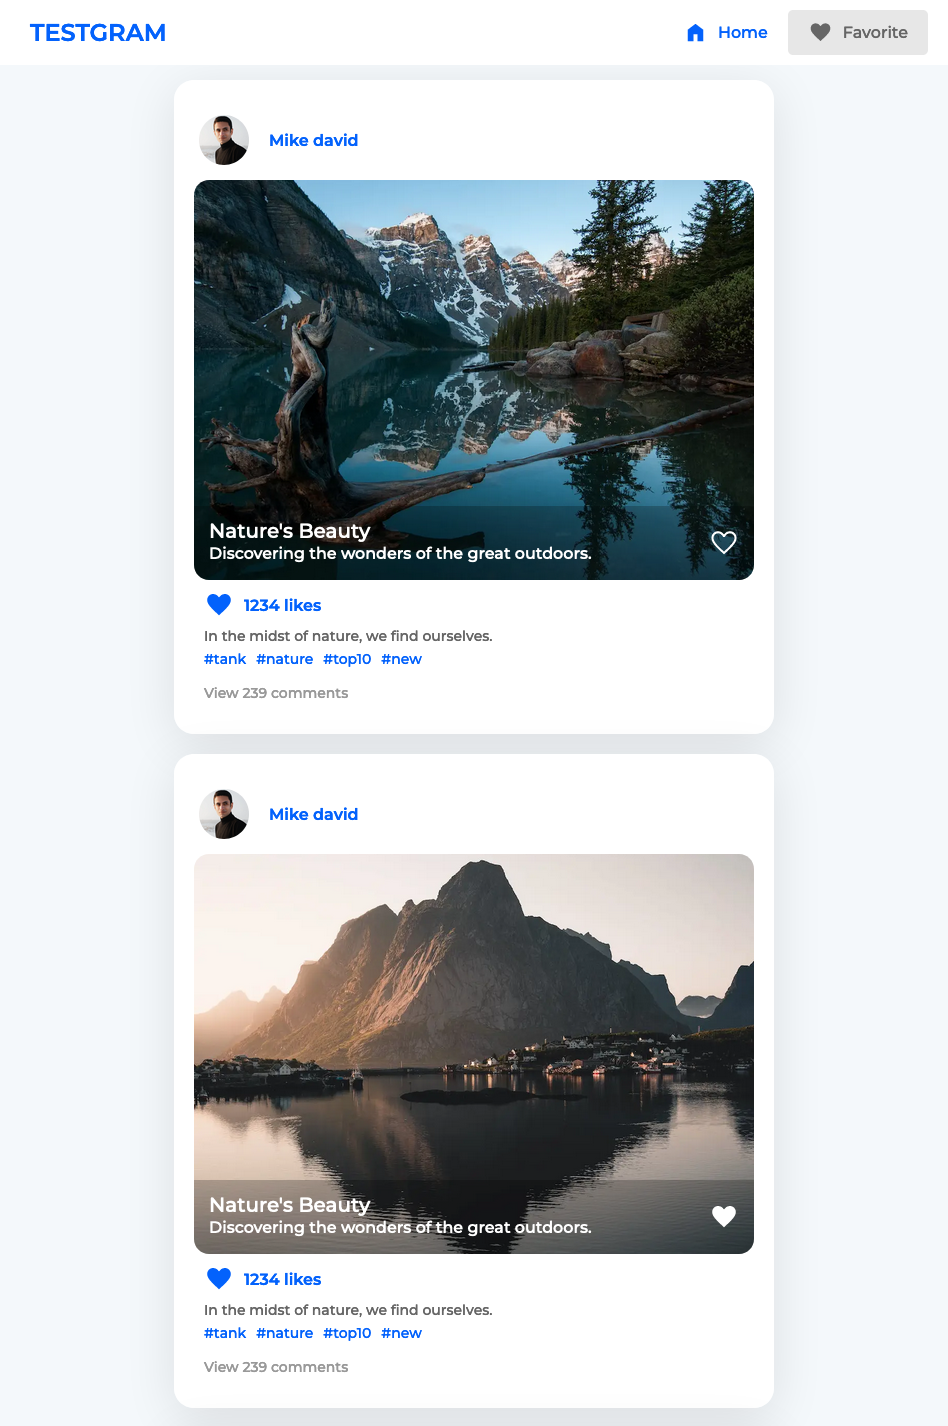 TESTGRAM
Home
Favorite
Mike david
Nature's Beauty
Discovering the wonders of the great outdoors.
1234 likes
In the midst of nature, we find ourselves.
#tank #nature #top10 #new
View 239 comments
Mike david
Nature's Beauty
Discovering the wonders of the great outdoors.
1234 likes
In the midst of nature, we find ourselves.
#tank #nature #top10 #new
View 239 comments